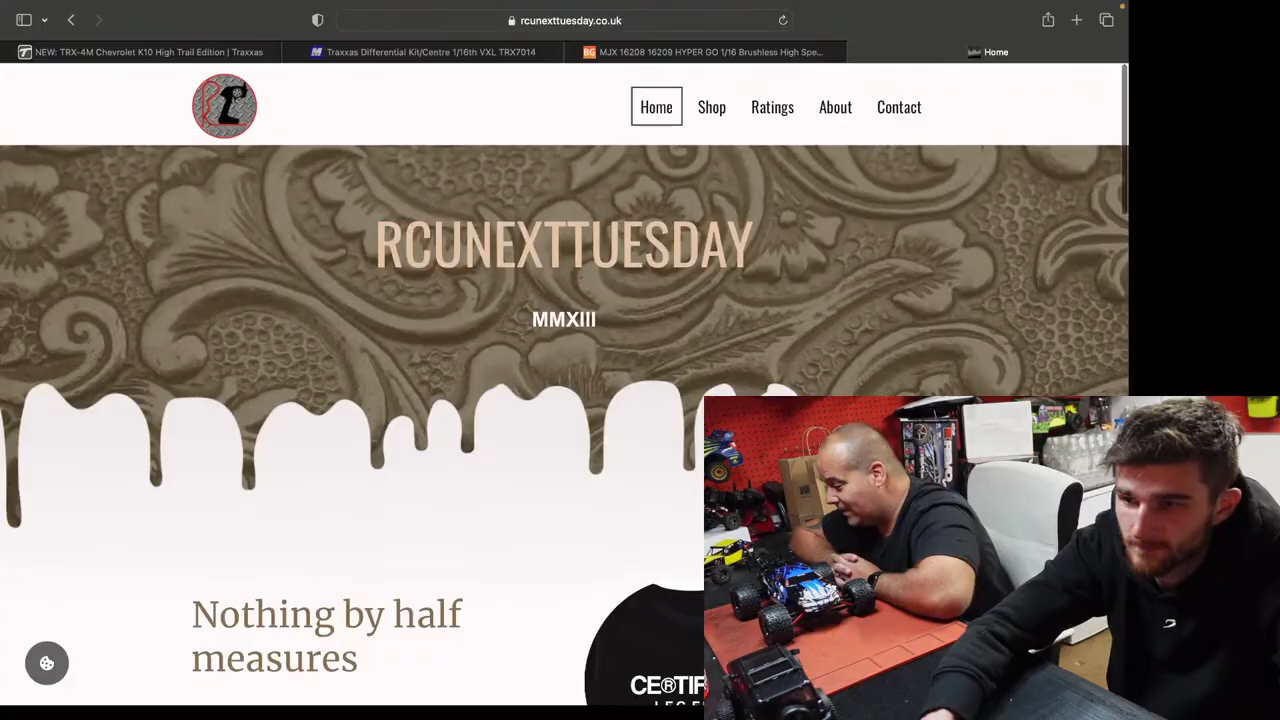 rcunexttuesday.co.uk
NEW: TRX-4M Chevrolet K10 High Trail Edition | Traxxas
Traxxas Differential Kit/Centre 1/16th VXL TRX7014
BG MJX 16208 16209 HYPER GO 1/16 Brushless High Spe...
Home
Home
Shop
Ratings
About
Contact
RCUNEXTTUESDAY
MMXIII
Nothing by half
measures
CE®TIF